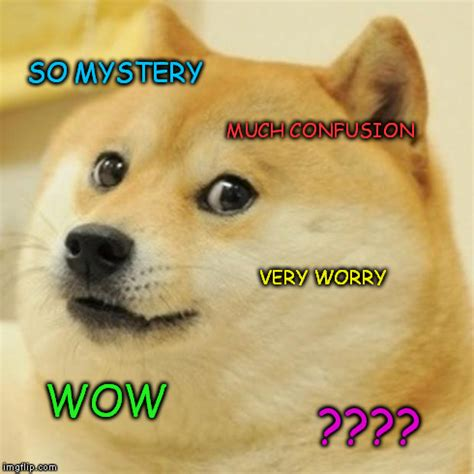 SO MYSTERY
MUCH CONFUSION
VERY WORRY
WOW
????
imgflip.com